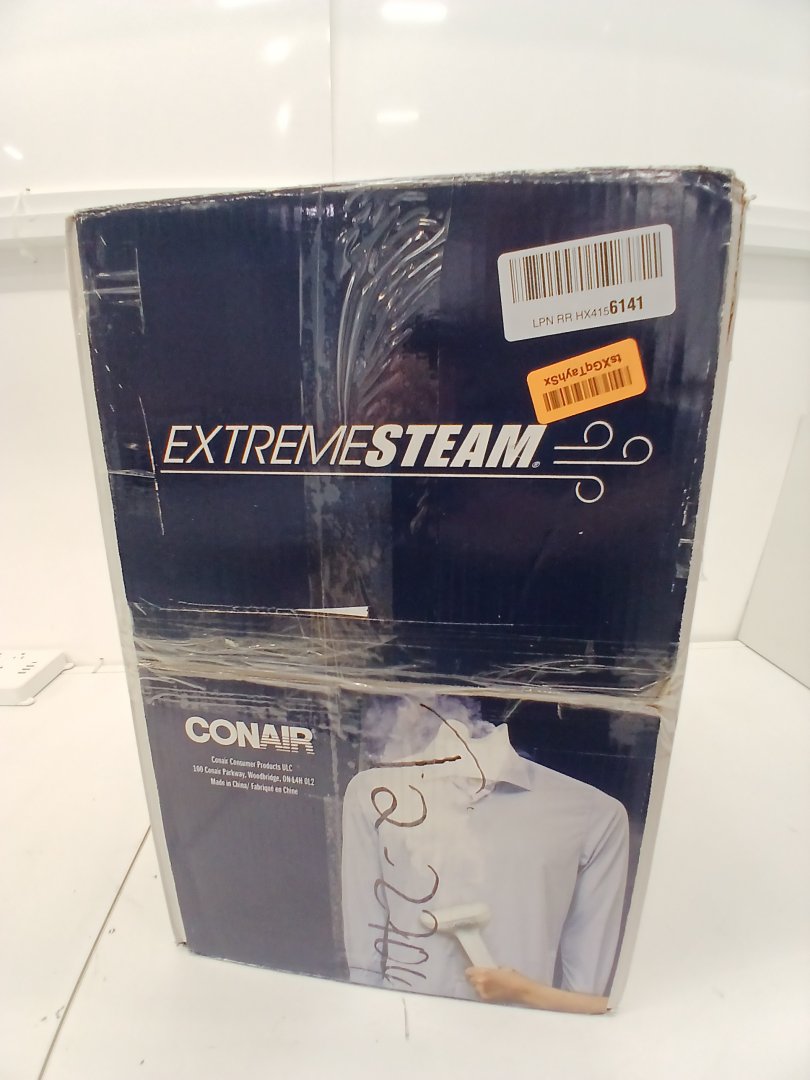 LPN RR HX4156141
tsXGqTayhSx
EXTREMESTEAM®
CONAIR
Conair Consumer Products ULC
100 Conair Parkway, Woodbridge, ON L4H 0L2
Made in China/ Fabriqué en Chine